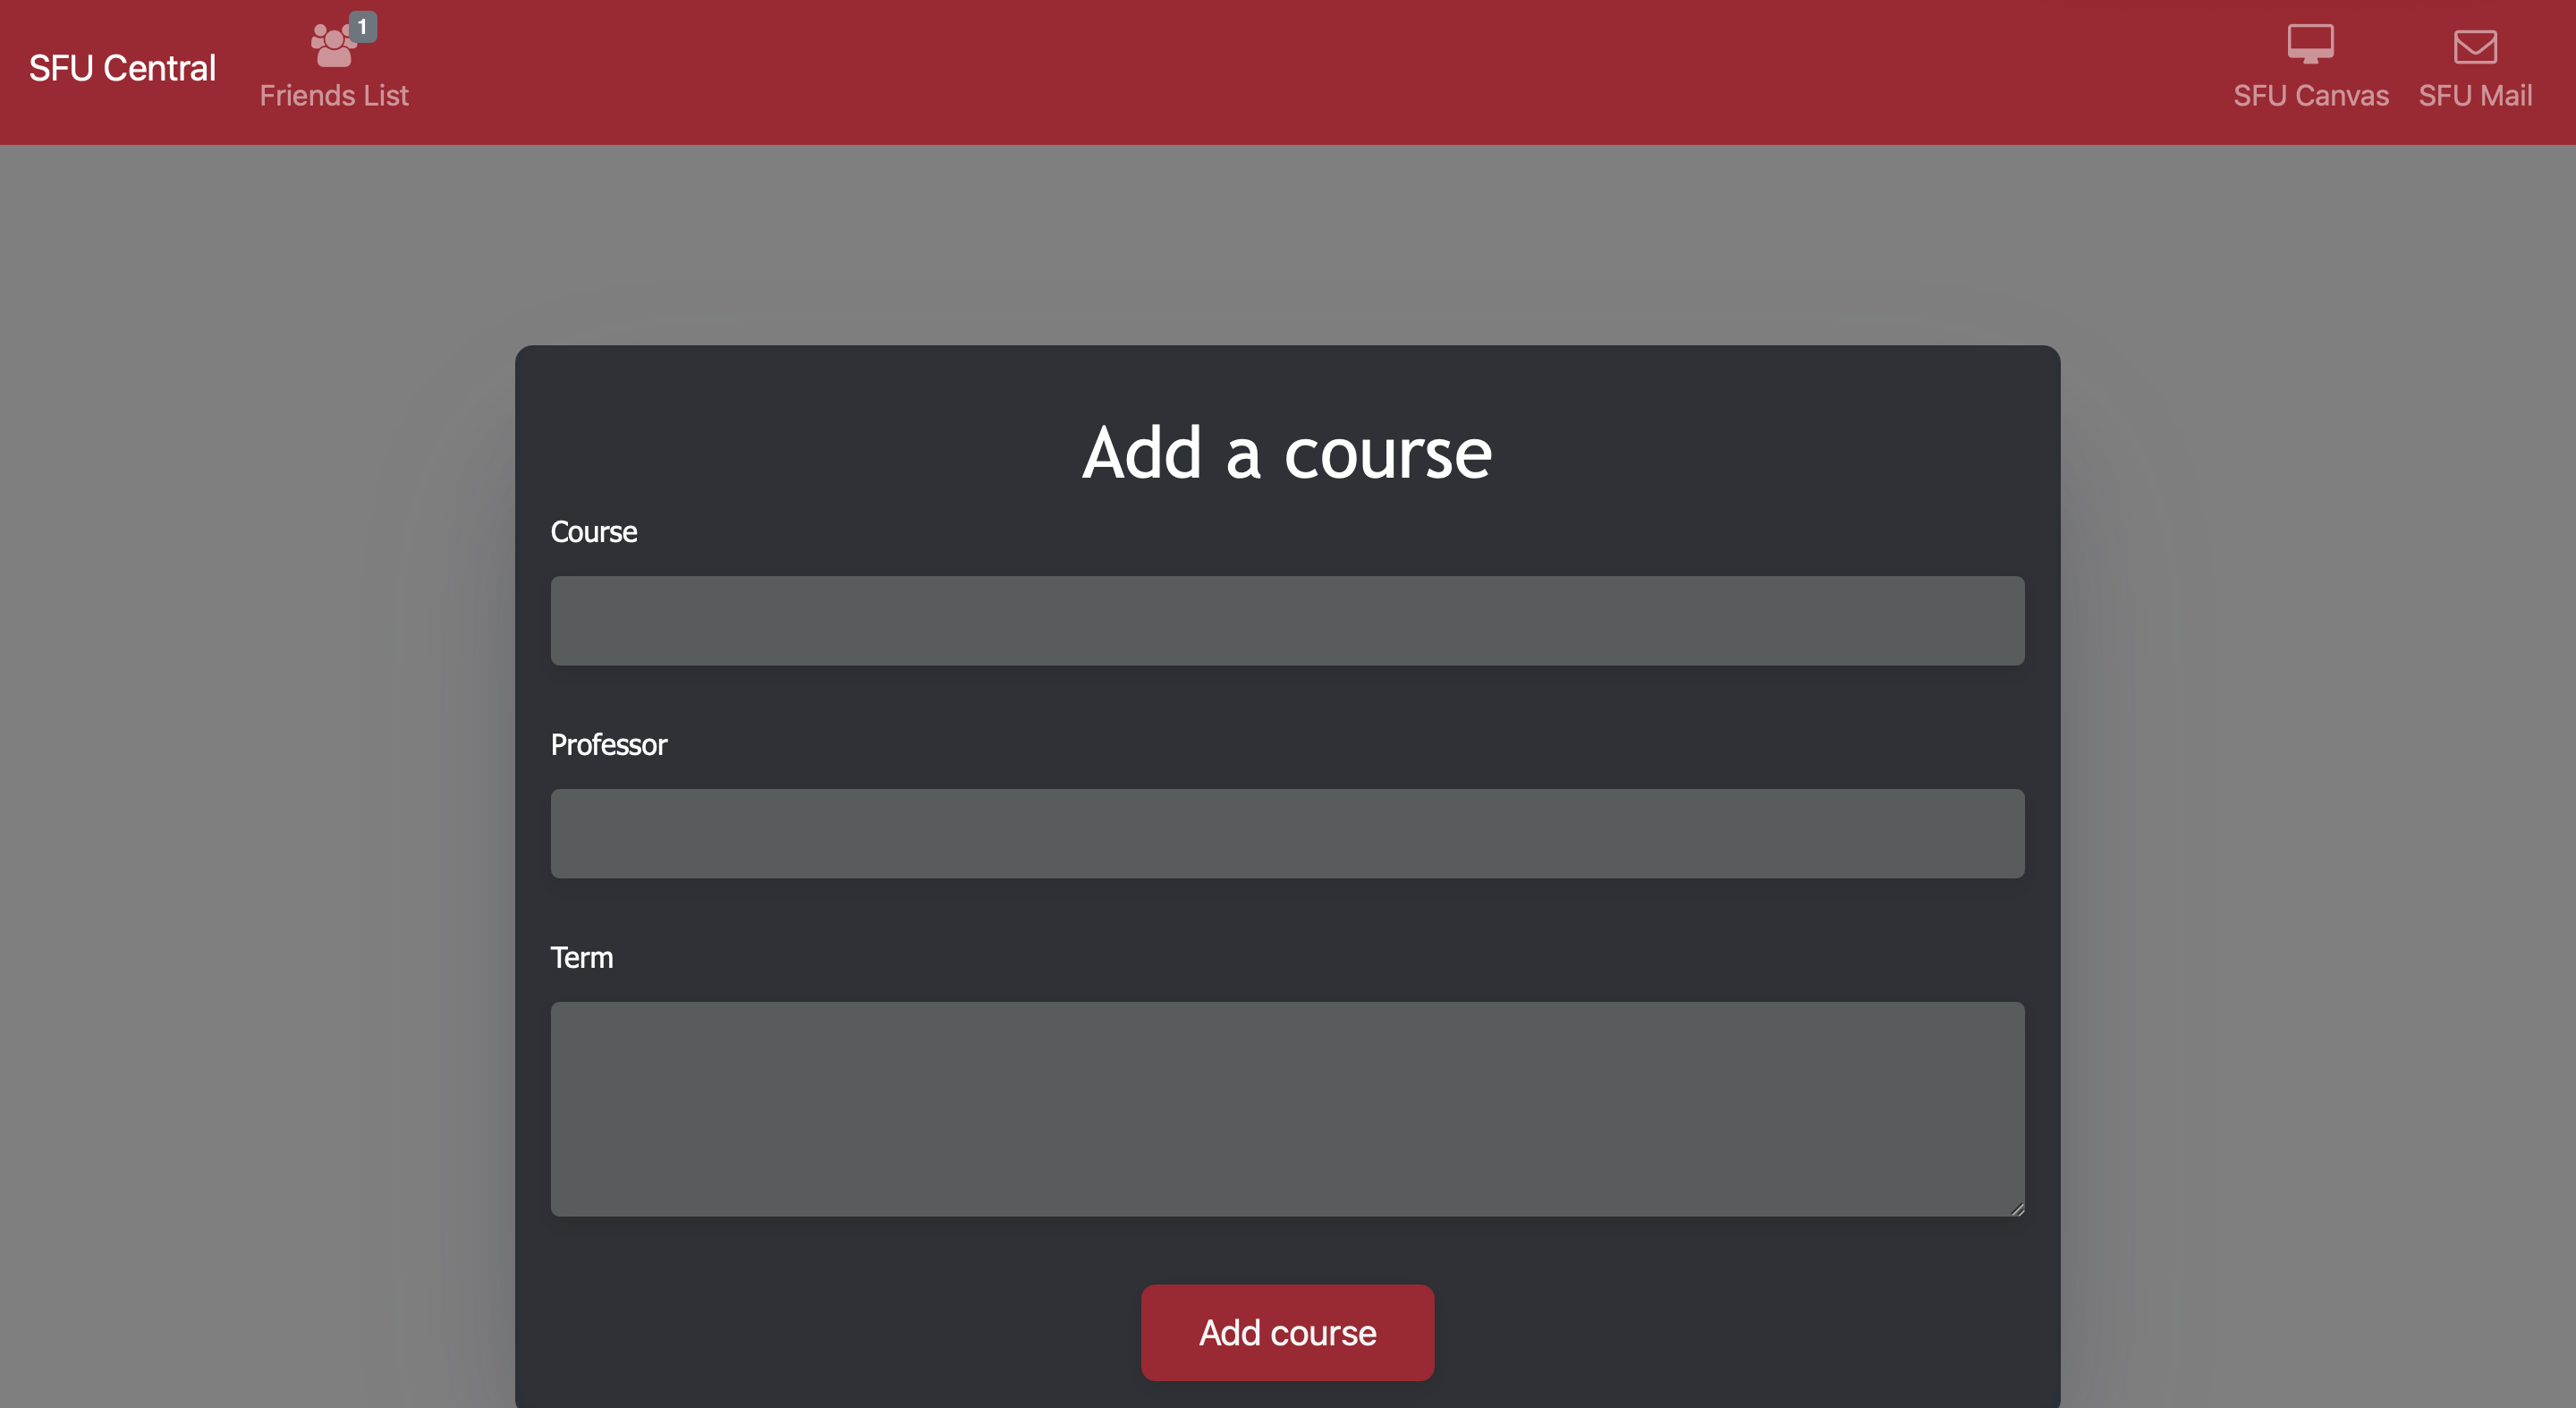 SFU Central
1
Friends List
SFU Canvas
SFU Mail
Add a course
Course
Professor
Term
Add course